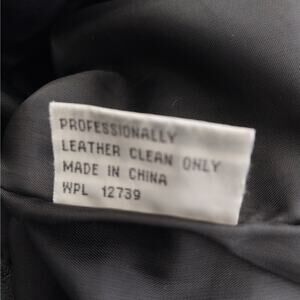 PROFESSIONALLY
LEATHER CLEAN ONLY
MADE IN CHINA
WPL 12739